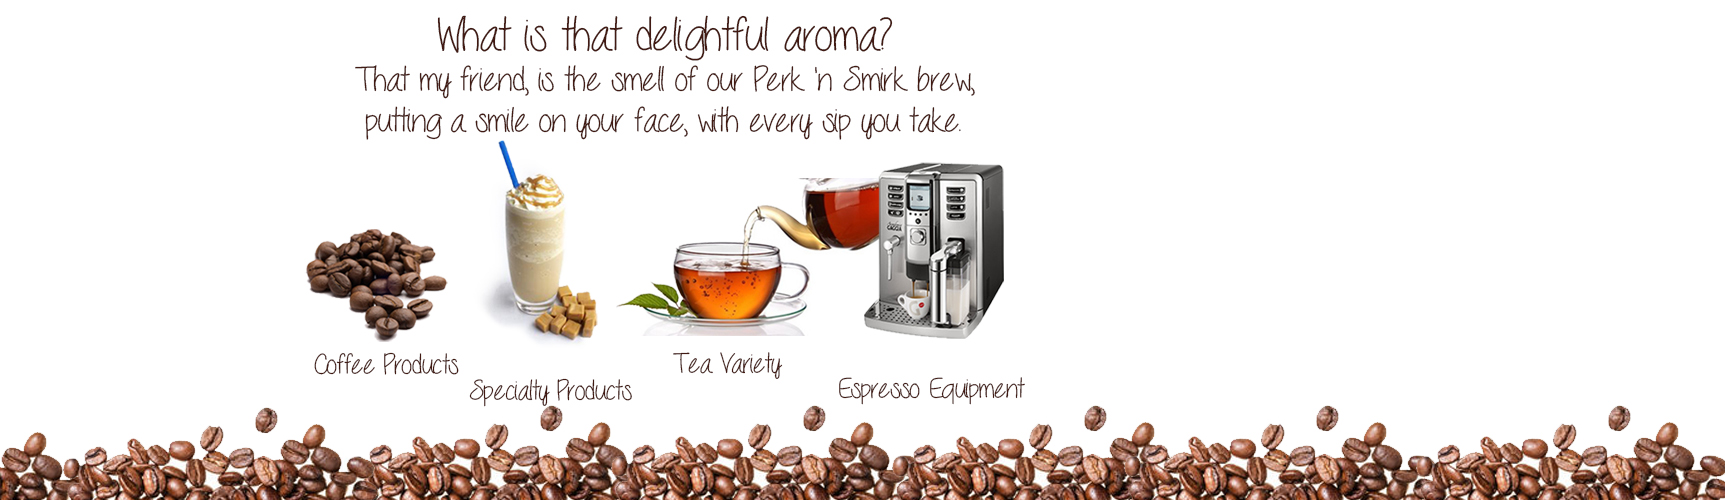 What is that delightful aroma?
That my friend, is the smell of our Perk 'n Smirk brew,
putting a smile on your face, with every sip you take.
GAGGIA
Coffee Products
Tea Variety
Specialty Products
Espresso Equipment